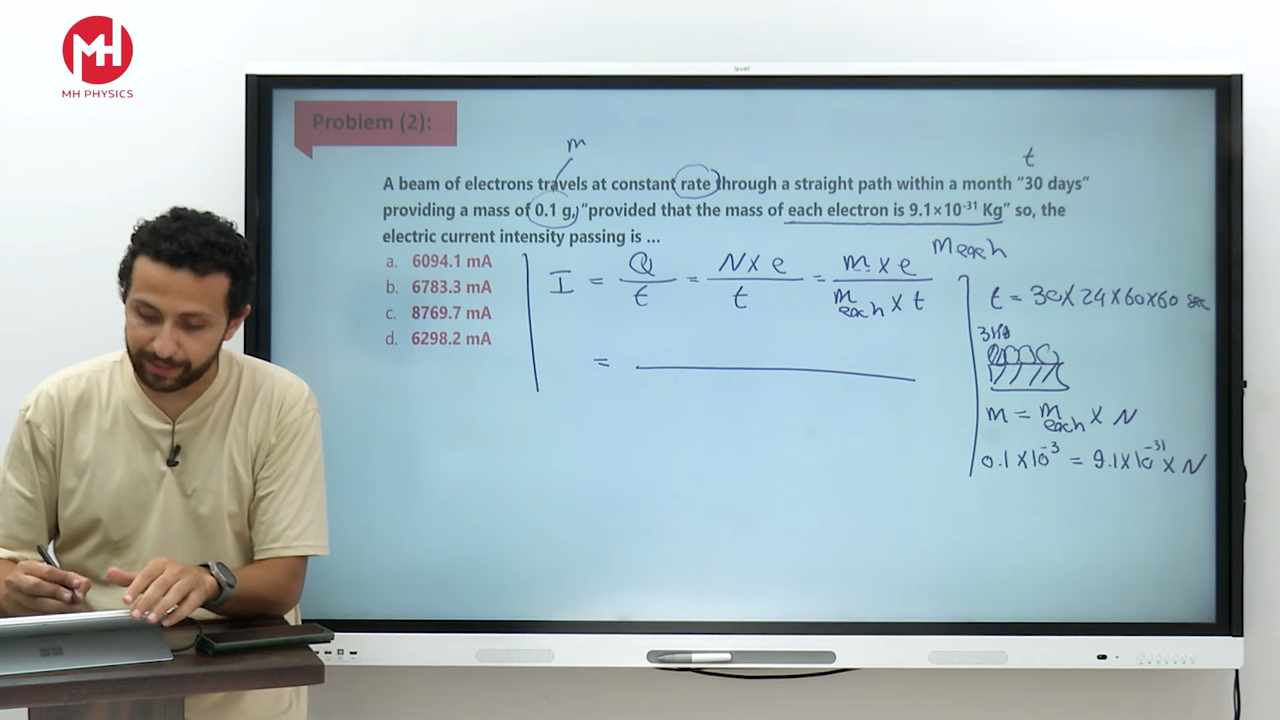 MH
MH PHYSICS
SHARP
Problem (2):
m
t
A beam of electrons travels at constant rate through a straight path within a month "30 days"
providing a mass of 0.1 g, "provided that the mass of each electron is 9.1×10⁻³¹ Kg" so, the
electric current intensity passing is ...
m each
a. 6094.1 mA
b. 6783.3 mA
c. 8769.7 mA
d. 6298.2 mA
I = Q/t = N×e/t = m×e/m each × t
=
t = 30×24×60×60 sec
m = m each × N
0.1×10⁻³ = 9.1×10⁻³¹ × N